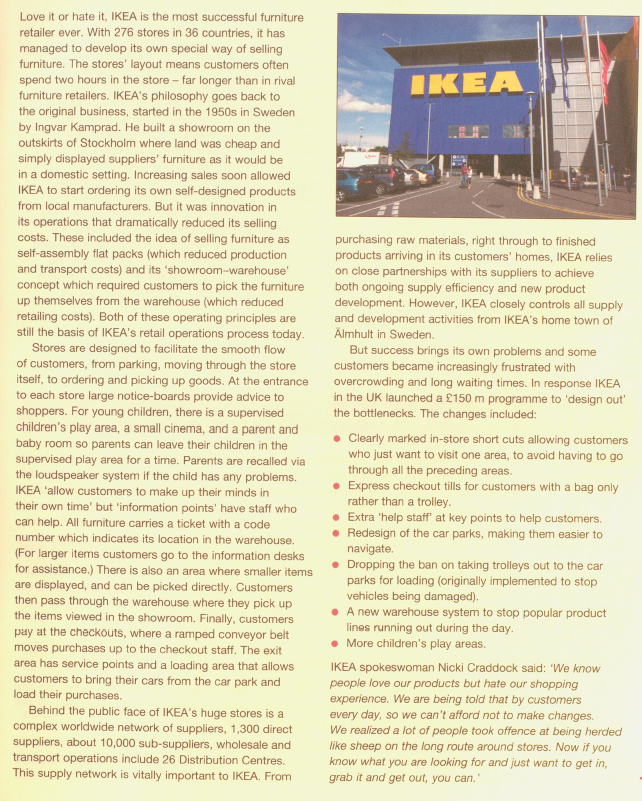 Love it or hate it, IKEA is the most successful furniture
retailer ever. With 276 stores in 36 countries, it has
managed to develop its own special way of selling
furniture. The stores' layout means customers often
spend two hours in the store – far longer than in rival
furniture retailers. IKEA's philosophy goes back to
the original business, started in the 1950s in Sweden
by Ingvar Kamprad. He built a showroom on the
outskirts of Stockholm where land was cheap and
simply displayed suppliers' furniture as it would be
in a domestic setting. Increasing sales soon allowed
IKEA to start ordering its own self-designed products
from local manufacturers. But it was innovation in
its operations that dramatically reduced its selling
costs. These included the idea of selling furniture as
self-assembly flat packs (which reduced production
and transport costs) and its 'showroom–warehouse'
concept which required customers to pick the furniture
up themselves from the warehouse (which reduced
retailing costs). Both of these operating principles are
still the basis of IKEA's retail operations process today.
Stores are designed to facilitate the smooth flow
of customers, from parking, moving through the store
itself, to ordering and picking up goods. At the entrance
to each store large notice-boards provide advice to
shoppers. For young children, there is a supervised
children's play area, a small cinema, and a parent and
baby room so parents can leave their children in the
supervised play area for a time. Parents are recalled via
the loudspeaker system if the child has any problems.
IKEA 'allow customers to make up their minds in
their own time' but 'information points' have staff who
can help. All furniture carries a ticket with a code
number which indicates its location in the warehouse.
(For larger items customers go to the information desks
for assistance.) There is also an area where smaller items
are displayed, and can be picked directly. Customers
then pass through the warehouse where they pick up
the items viewed in the showroom. Finally, customers
pay at the checkouts, where a ramped conveyor belt
moves purchases up to the checkout staff. The exit
area has service points and a loading area that allows
customers to bring their cars from the car park and
load their purchases.
Behind the public face of IKEA's huge stores is a
complex worldwide network of suppliers, 1,300 direct
suppliers, about 10,000 sub-suppliers, wholesale and
transport operations include 26 Distribution Centres.
This supply network is vitally important to IKEA. From
IKEA
purchasing raw materials, right through to finished
products arriving in its customers' homes, IKEA relies
on close partnerships with its suppliers to achieve
both ongoing supply efficiency and new product
development. However, IKEA closely controls all supply
and development activities from IKEA's home town of
Älmhult in Sweden.
But success brings its own problems and some
customers became increasingly frustrated with
overcrowding and long waiting times. In response IKEA
in the UK launched a £150 m programme to 'design out'
the bottlenecks. The changes included:
● Clearly marked in-store short cuts allowing customers
who just want to visit one area, to avoid having to go
through all the preceding areas.
● Express checkout tills for customers with a bag only
rather than a trolley.
● Extra 'help staff' at key points to help customers.
● Redesign of the car parks, making them easier to
navigate.
● Dropping the ban on taking trolleys out to the car
parks for loading (originally implemented to stop
vehicles being damaged).
● A new warehouse system to stop popular product
lines running out during the day.
● More children's play areas.
IKEA spokeswoman Nicki Craddock said: 'We know
people love our products but hate our shopping
experience. We are being told that by customers
every day, so we can't afford not to make changes.
We realized a lot of people took offence at being herded
like sheep on the long route around stores. Now if you
know what you are looking for and just want to get in,
grab it and get out, you can.'